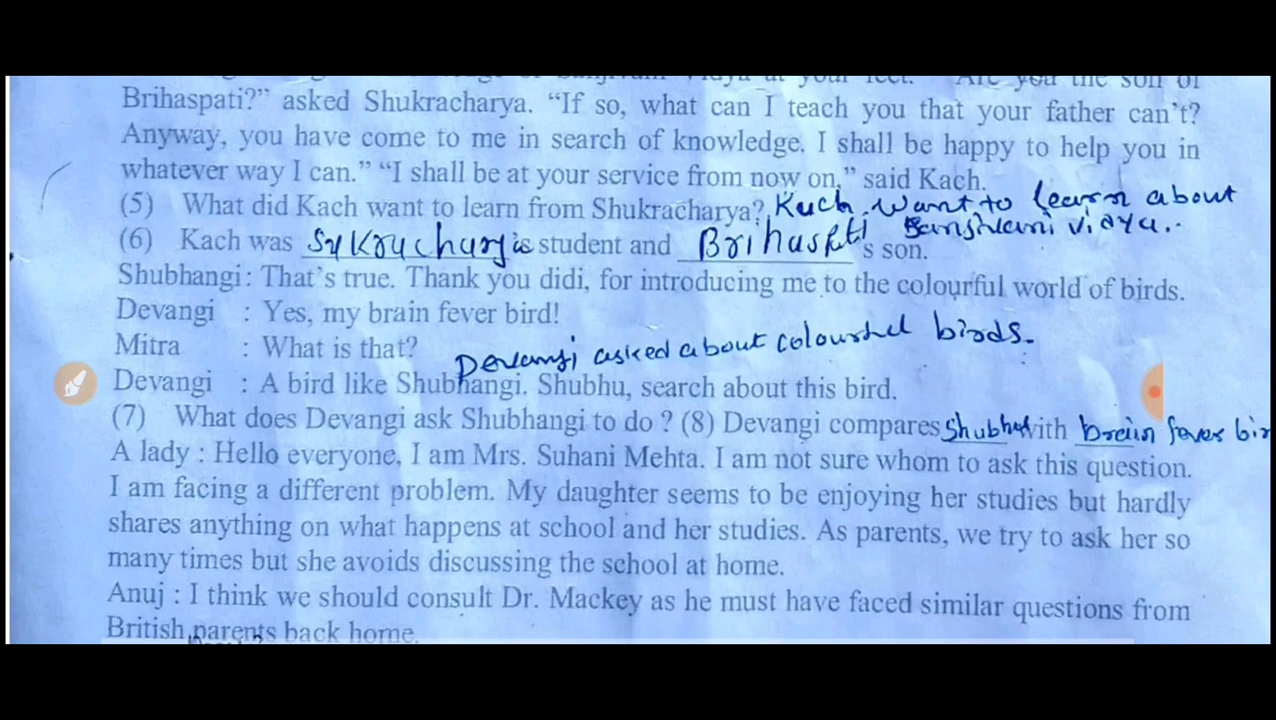 Vidya at your feet." "Are you the son of
Brihaspati?" asked Shukracharya. "If so, what can I teach you that your father can't?
Anyway, you have come to me in search of knowledge. I shall be happy to help you in
whatever way I can." "I shall be at your service from now on," said Kach.
(5) What did Kach want to learn from Shukracharya? Kuch want to learn about
(6) Kach was student and Brihaspati's son.
Shubhangi : That's true. Thank you didi, for introducing me to the colourful world of birds.
Devangi : Yes, my brain fever bird!
Mitra : What is that?
asked about birds.
Devangi : A bird like Shubhangi. Shubhu, search about this bird.
(7) What does Devangi ask Shubhangi to do ? (8) Devangi compares with brain fever bir
A lady : Hello everyone, I am Mrs. Suhani Mehta. I am not sure whom to ask this question.
I am facing a different problem. My daughter seems to be enjoying her studies but hardly
shares anything on what happens at school and her studies. As parents, we try to ask her so
many times but she avoids discussing the school at home.
Anuj : I think we should consult Dr. Mackey as he must have faced similar questions from
British parents back home.